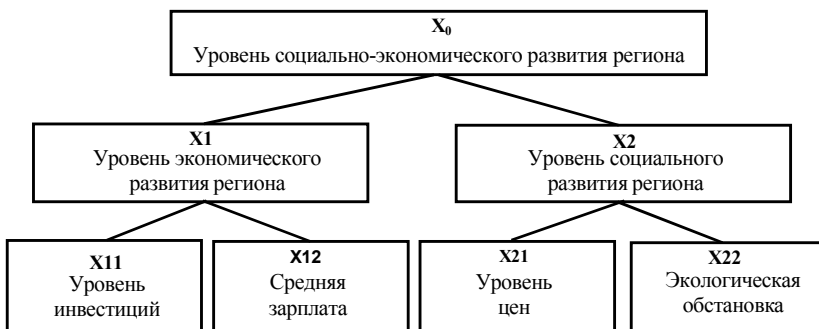 X₀
Уровень социально-экономического развития региона
X1
Уровень экономического
развития региона
X2
Уровень социального
развития региона
X11
Уровень
инвестиций
X12
Средняя
зарплата
X21
Уровень
цен
X22
Экологическая
обстановка